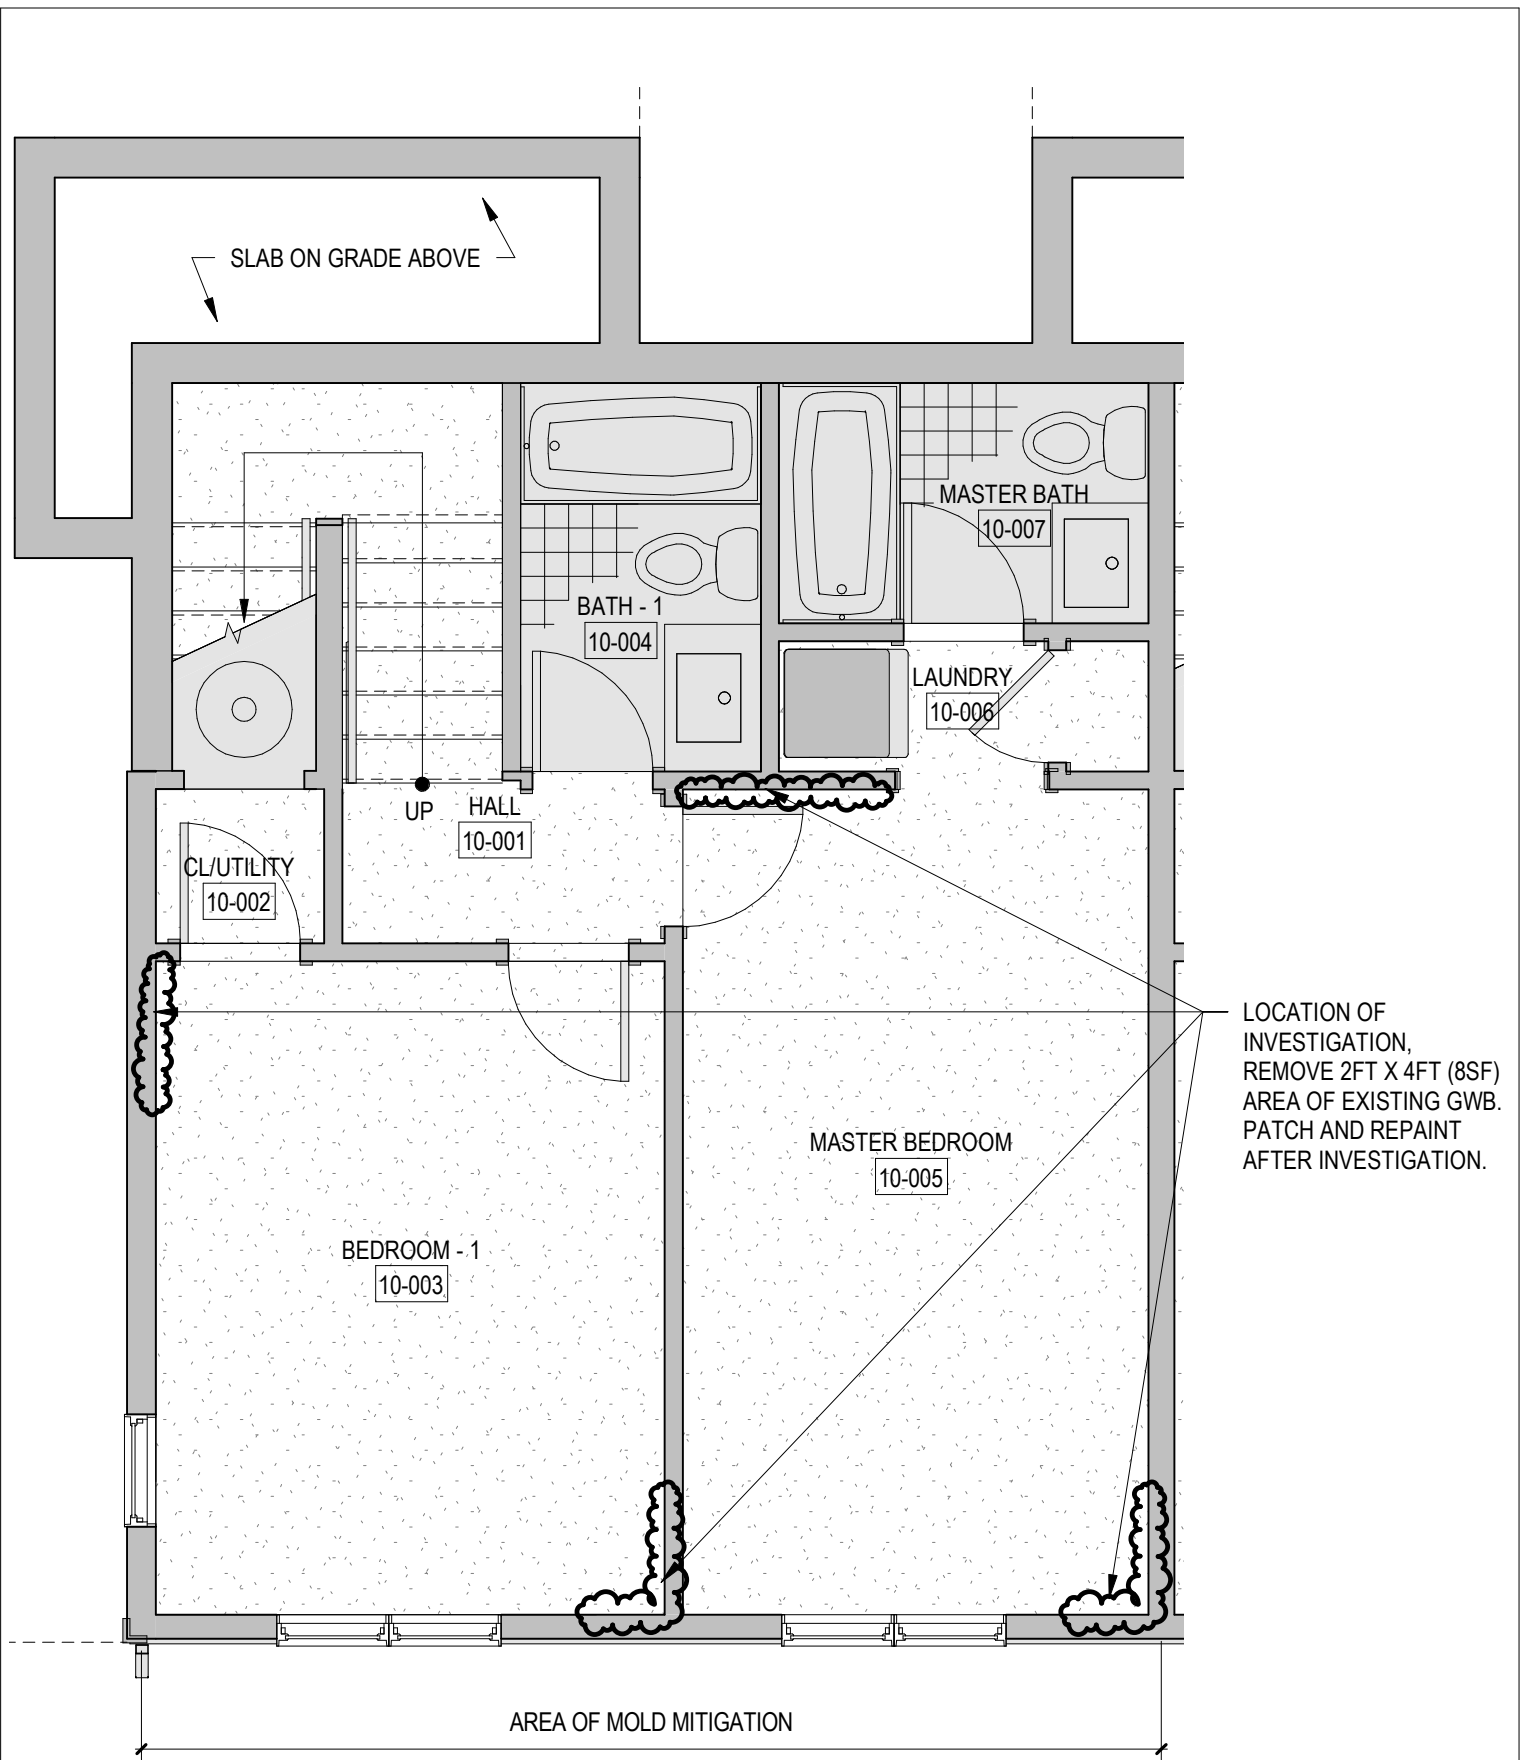 SLAB ON GRADE ABOVE
MASTER BATH
10-007
BATH - 1
10-004
LAUNDRY
10-006
UP
HALL
10-001
CL/UTILITY
10-002
LOCATION OF
INVESTIGATION,
REMOVE 2FT X 4FT (8SF)
AREA OF EXISTING GWB.
PATCH AND REPAINT
AFTER INVESTIGATION.
MASTER BEDROOM
10-005
BEDROOM - 1
10-003
AREA OF MOLD MITIGATION